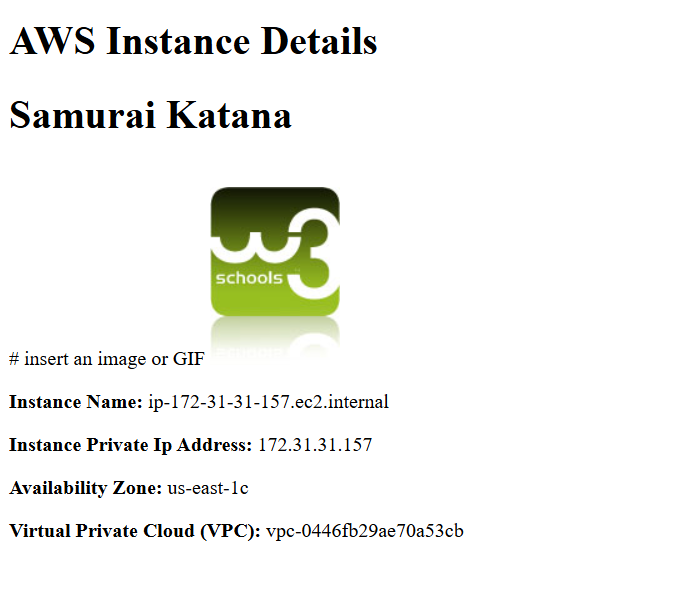 AWS Instance Details
Samurai Katana
w3
schools
# insert an image or GIF
Instance Name: ip-172-31-31-157.ec2.internal
Instance Private Ip Address: 172.31.31.157
Availability Zone: us-east-1c
Virtual Private Cloud (VPC): vpc-0446fb29ae70a53cb